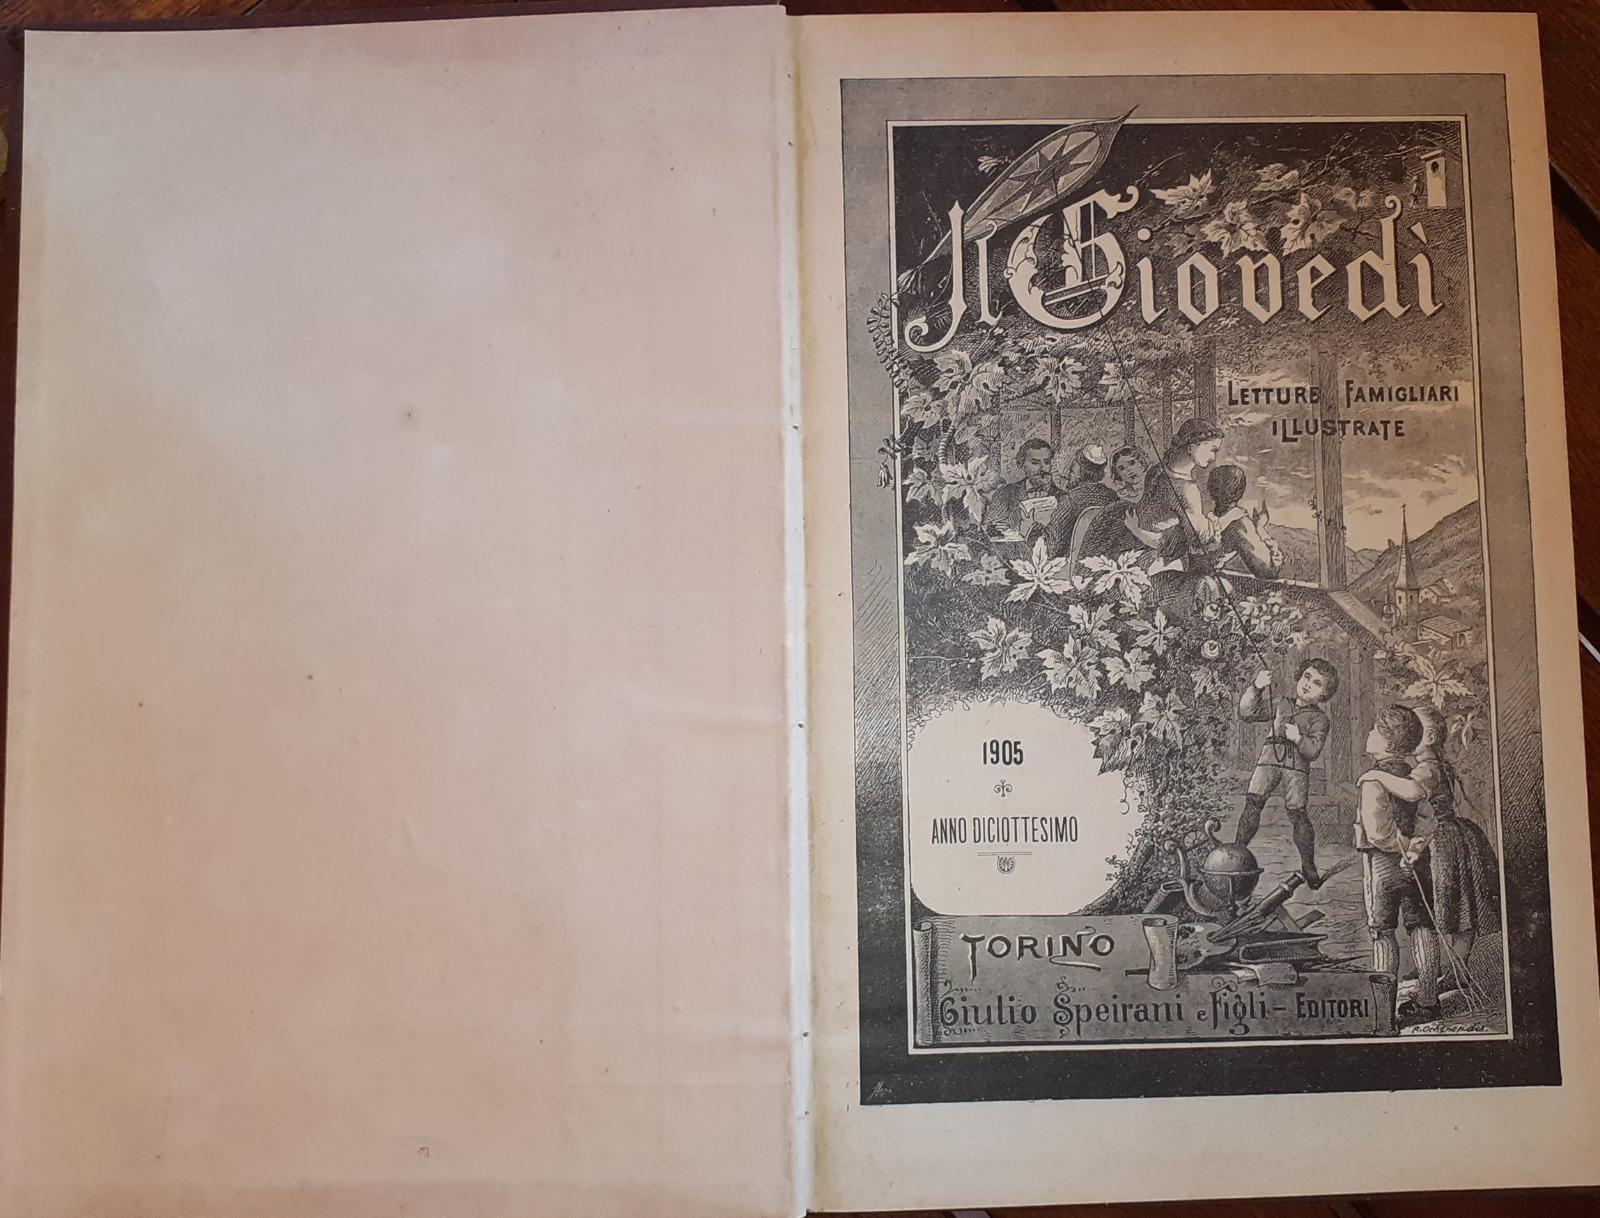 Il Giovedì
LETTURE FAMIGLIARI
ILLUSTRATE
1905
ANNO DICIOTTESIMO
TORINO
Giulio Speirani e Figli - EDITORI